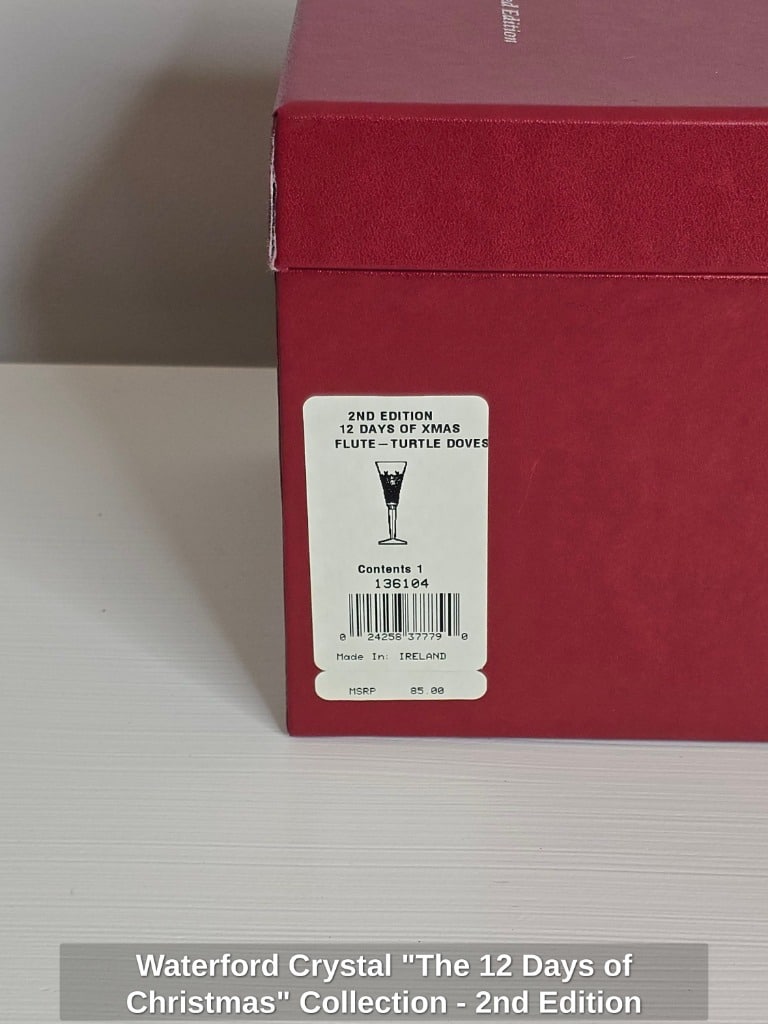 Edition
2ND EDITION
12 DAYS OF XMAS
FLUTE—TURTLE DOVES
Contents 1
136104
0 24258 37779 0
Made In: IRELAND
MSRP 85.00
Waterford Crystal "The 12 Days of
Christmas" Collection - 2nd Edition